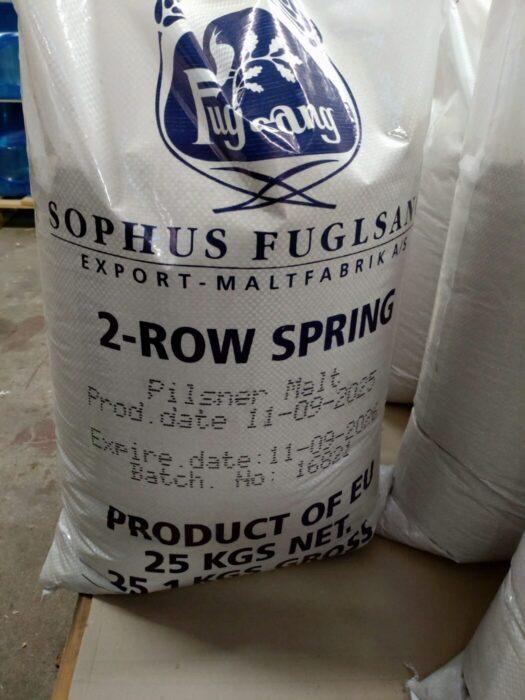 Fuglsang
SOPHUS FUGLSAN
EXPORT-MALTFABRIK A/S
2-ROW SPRING
Pilsner Malt
Prod.date 11-09-2025
Expire.date:11-09-2026
Batch. No:
PRODUCT OF EU
25 KGS NET.
25,1 KGS GROSS